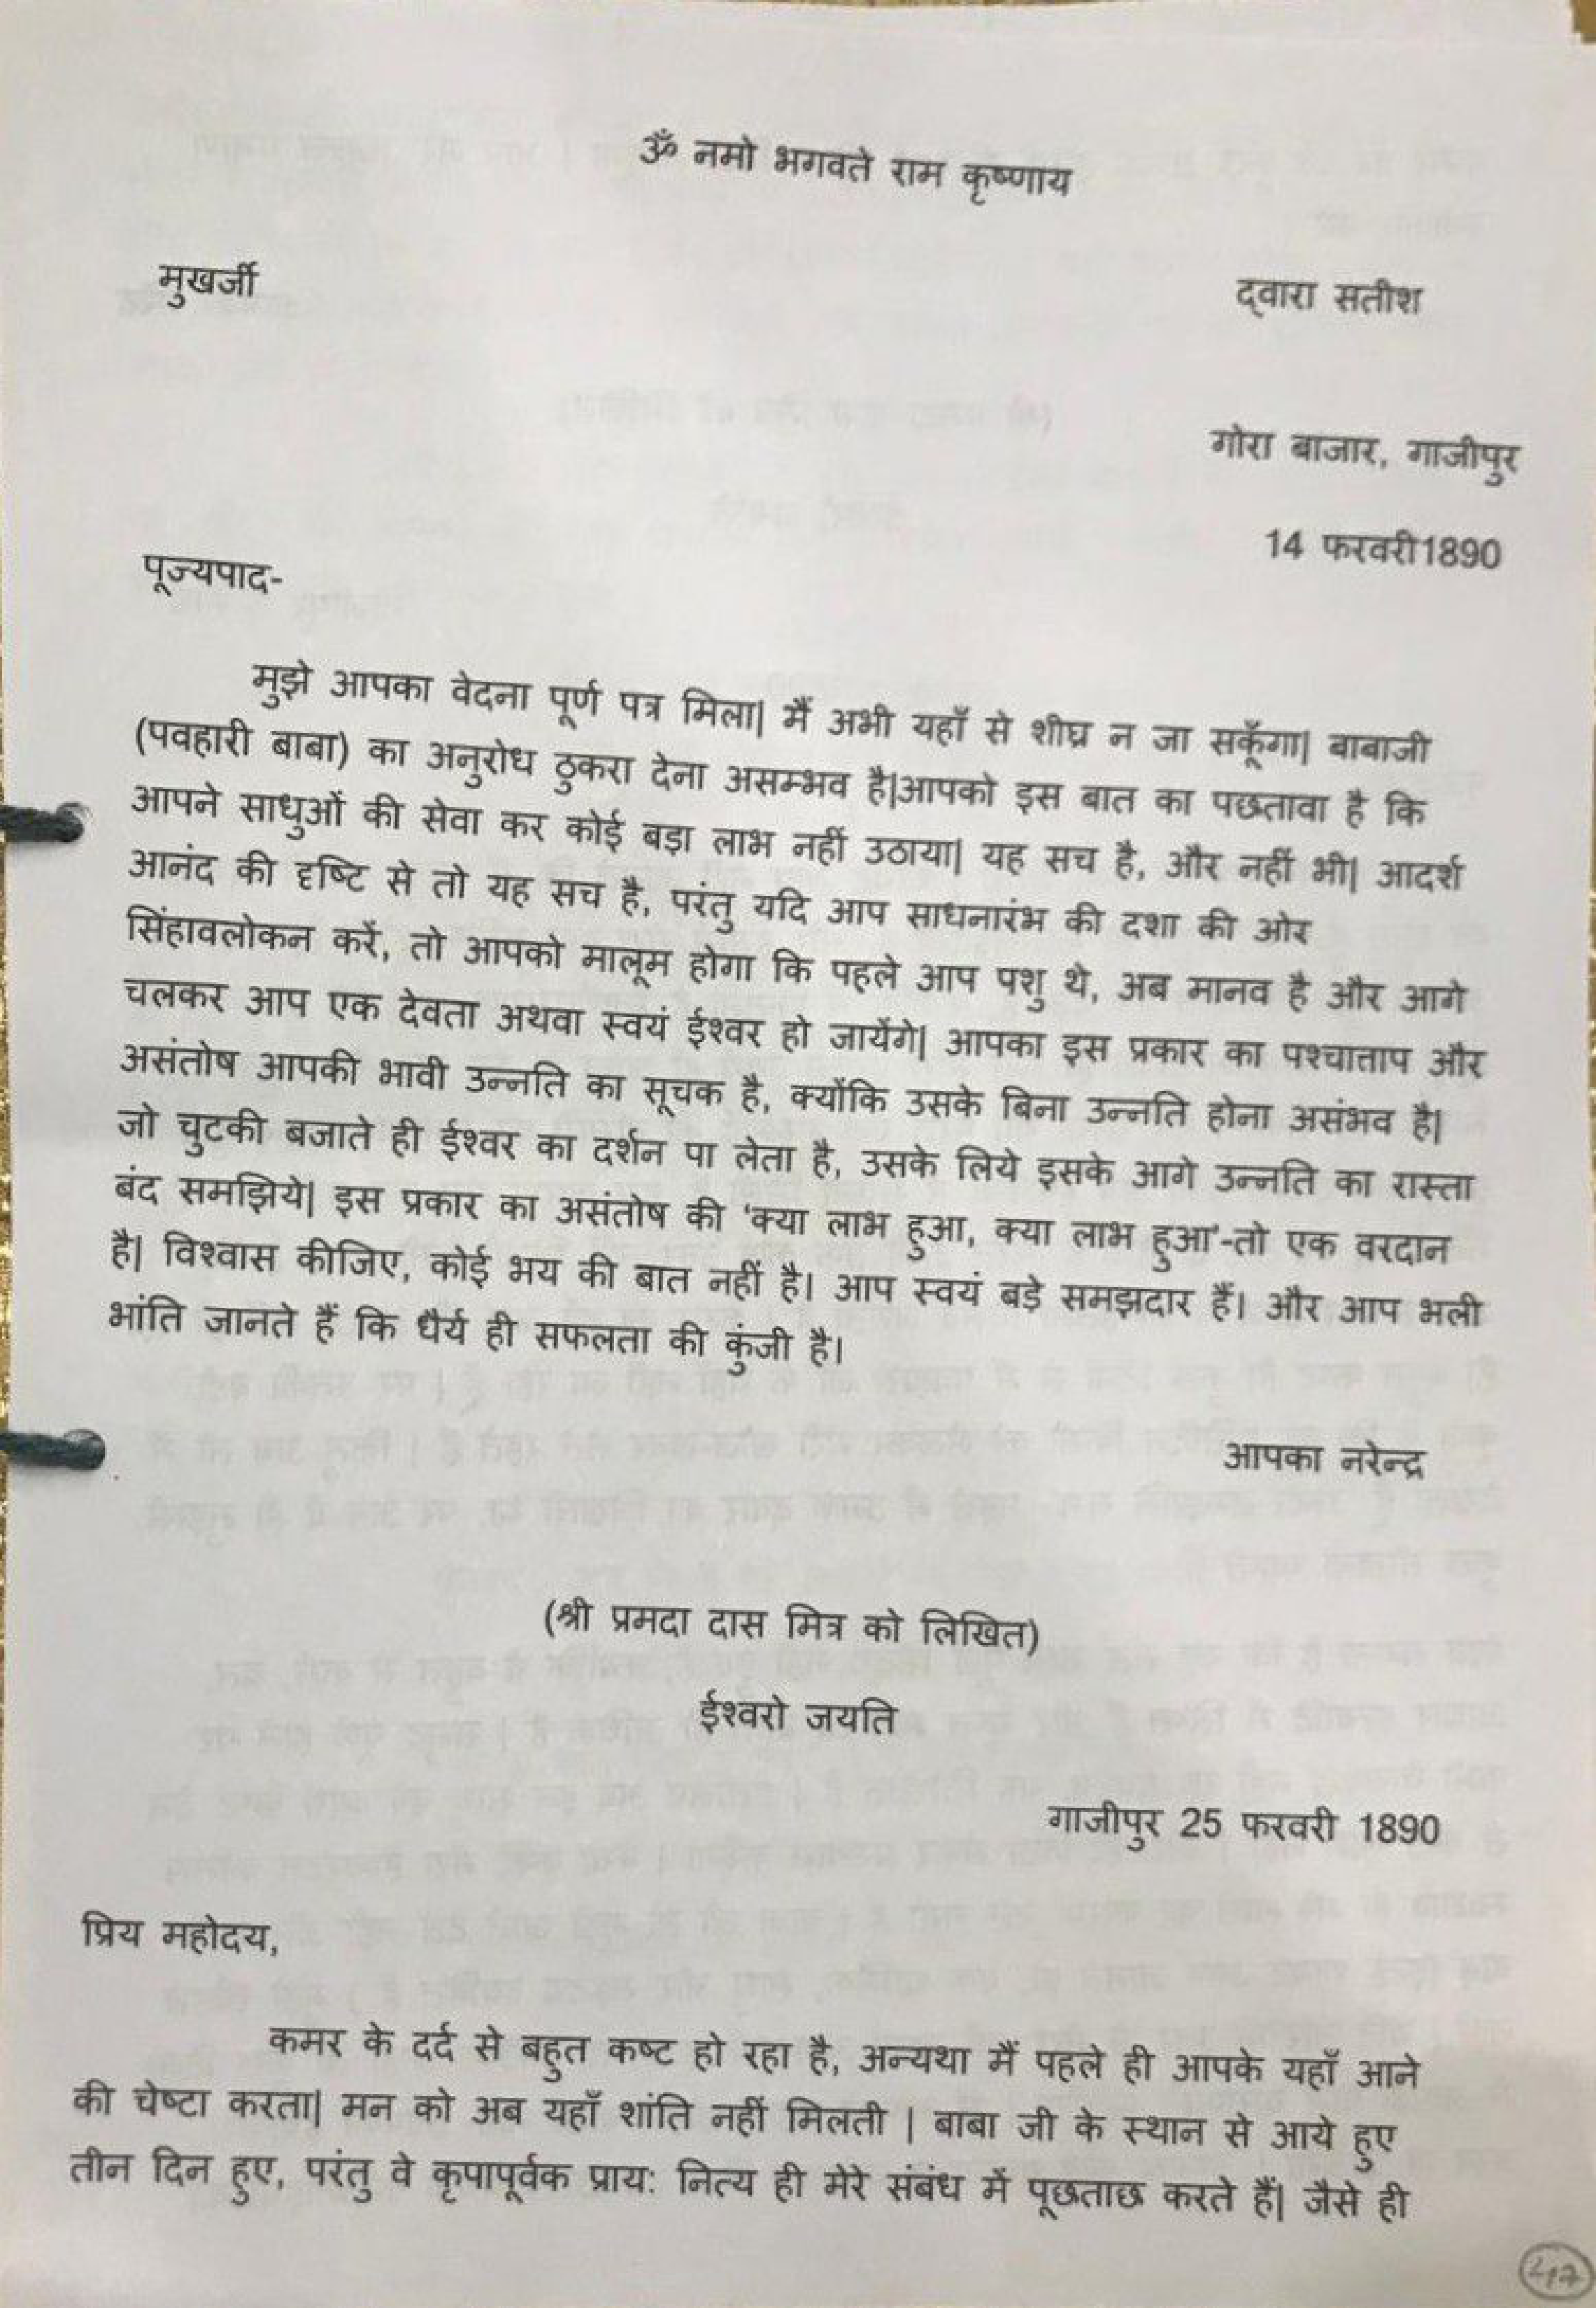 ॐ नमो भगवते राम कृष्णाय
मुखर्जी
द्वारा सतीश
गोरा बाजार, गाजीपुर
14 फरवरी1890
पूज्यपाद-
मुझे आपका वेदना पूर्ण पत्र मिला| मैं अभी यहाँ से शीघ्र न जा सकूँगा| बाबाजी
(पवहारी बाबा) का अनुरोध ठुकरा देना असम्भव है|आपको इस बात का पछतावा है कि
आपने साधुओं की सेवा कर कोई बड़ा लाभ नहीं उठाया| यह सच है, और नहीं भी| आदर्श
आनंद की दृष्टि से तो यह सच है, परंतु यदि आप साधनारंभ की दशा की ओर
सिंहावलोकन करें, तो आपको मालूम होगा कि पहले आप पशु थे, अब मानव है और आगे
चलकर आप एक देवता अथवा स्वयं ईश्वर हो जायेंगे| आपका इस प्रकार का पश्चाताप और
असंतोष आपकी भावी उन्नति का सूचक है, क्योंकि उसके बिना उन्नति होना असंभव है|
जो चुटकी बजाते ही ईश्वर का दर्शन पा लेता है, उसके लिये इसके आगे उन्नति का रास्ता
बंद समझिये| इस प्रकार का असंतोष की 'क्या लाभ हुआ, क्या लाभ हुआ'-तो एक वरदान
है| विश्वास कीजिए, कोई भय की बात नहीं है। आप स्वयं बड़े समझदार हैं। और आप भली
भांति जानते हैं कि धैर्य ही सफलता की कुंजी है।
आपका नरेन्द्र
(श्री प्रमदा दास मित्र को लिखित)
ईश्वरो जयति
गाजीपुर 25 फरवरी 1890
प्रिय महोदय,
कमर के दर्द से बहुत कष्ट हो रहा है, अन्यथा मैं पहले ही आपके यहाँ आने
की चेष्टा करता| मन को अब यहाँ शांति नहीं मिलती | बाबा जी के स्थान से आये हुए
तीन दिन हुए, परंतु वे कृपापूर्वक प्राय: नित्य ही मेरे संबंध में पूछताछ करते हैं| जैसे ही